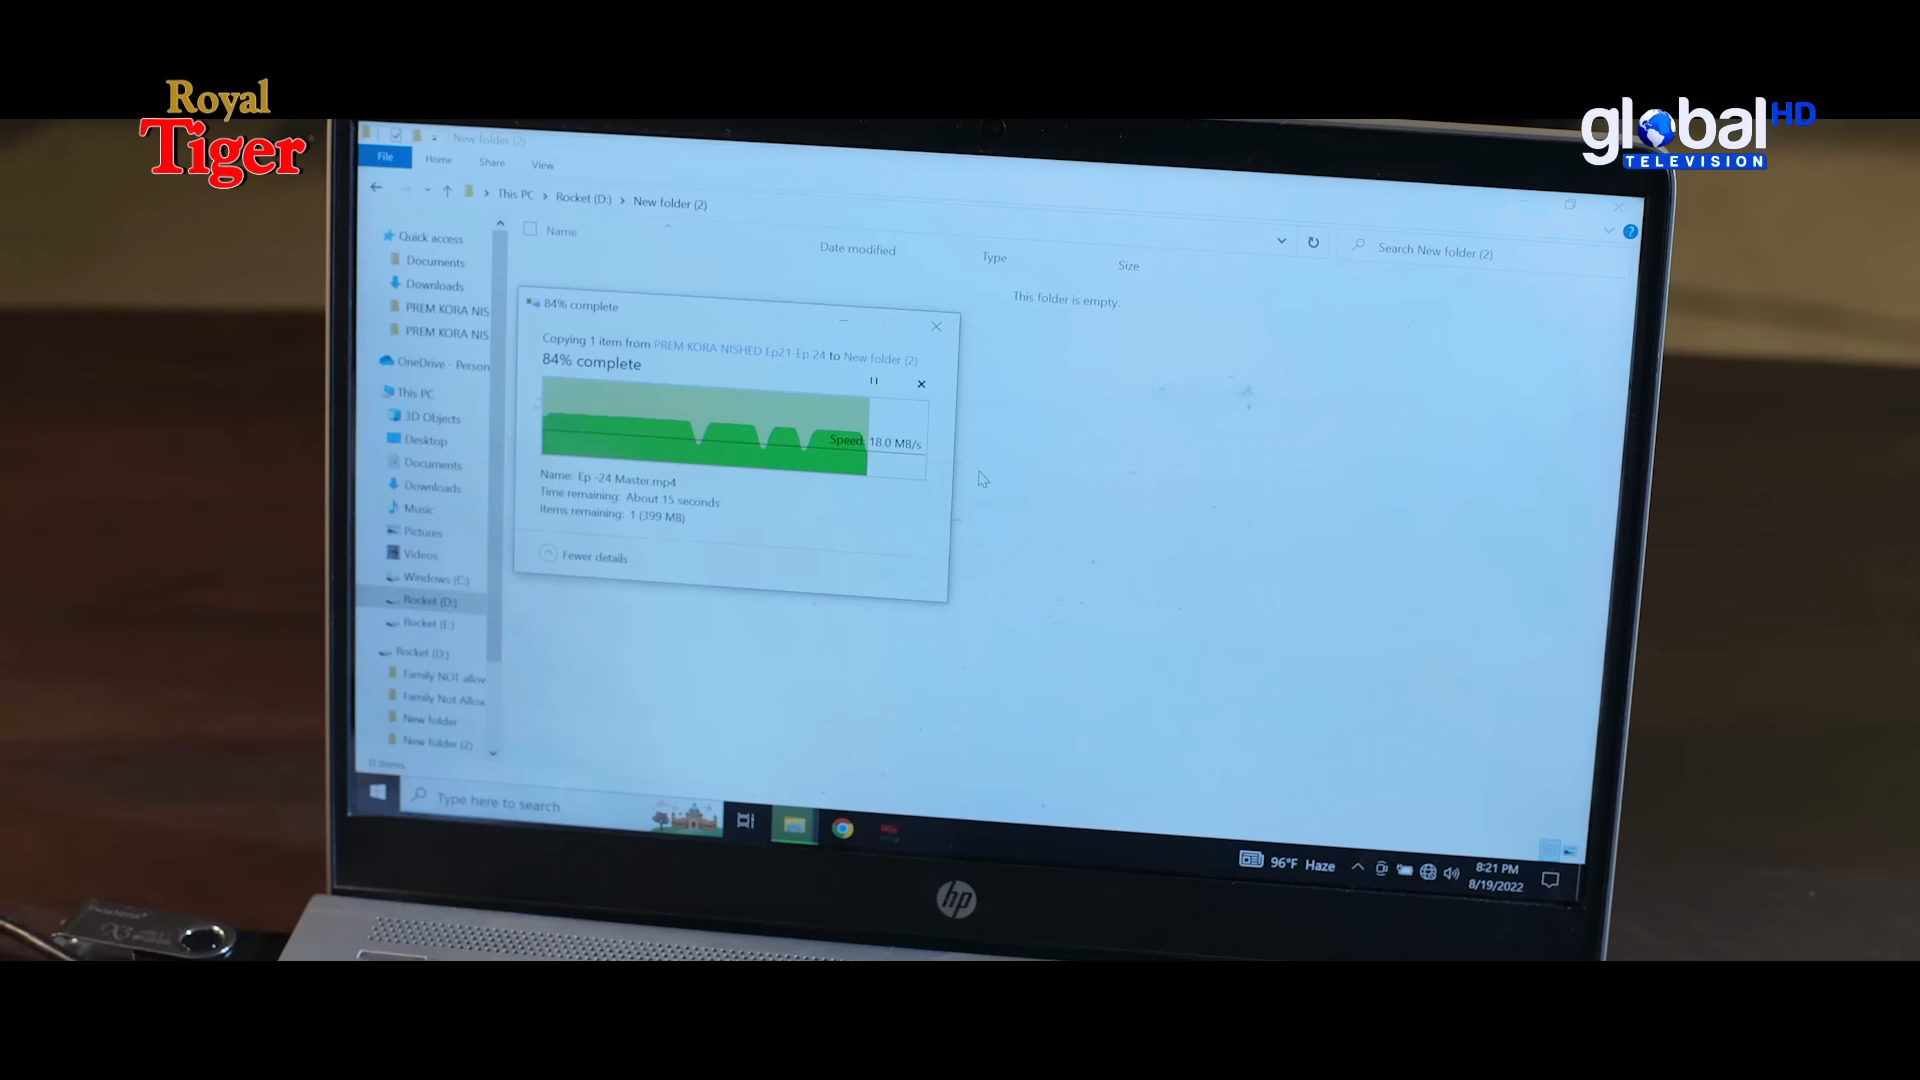 Royal
Tiger
global HD
TELEVISION
New folder (2)
File Home Share View
This PC > Rocket (D:) > New folder (2)
Search New folder (2)
Name Date modified Type Size
This folder is empty.
Quick access
Documents
Downloads
PREM KORA NIS
PREM KORA NIS
OneDrive - Person
This PC
3D Objects
Desktop
Documents
Downloads
Music
Pictures
Videos
Windows (C:)
Rocket (D:)
Rocket (E:)
Rocket (D:)
Family NOT allow
Family Not Allow
New folder
New folder (2)
0 items
84% complete
Copying 1 item from PREM KORA NISHED Ep21-Ep 24 to New folder (2)
84% complete
Speed: 18.0 MB/s
Name: Ep -24 Master.mp4
Time remaining: About 15 seconds
Items remaining: 1 (399 MB)
Fewer details
Type here to search
96°F Haze
8:21 PM
8/19/2022
hp